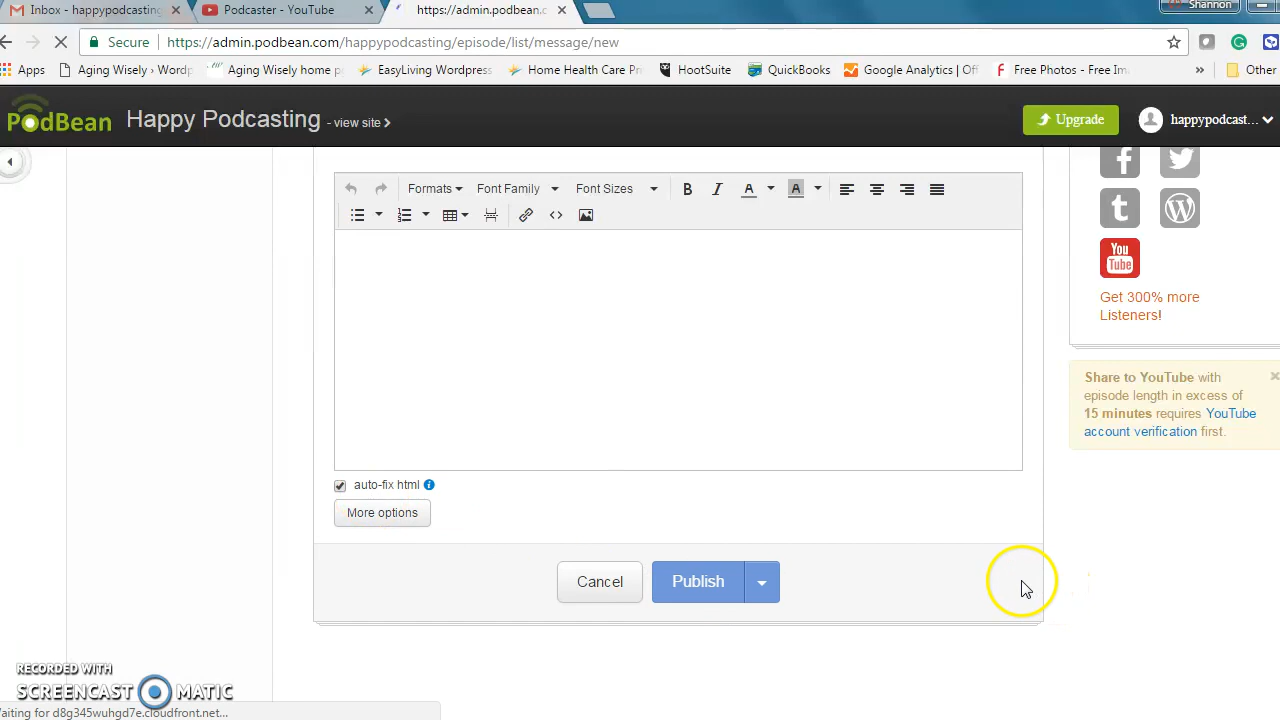 Inbox - happypodcasting
Podcaster - YouTube
https://admin.podbean.c
Shannon
Secure
https://admin.podbean.com/happypodcasting/episode/list/message/new
Apps
Aging Wisely › Wordp
Aging Wisely home p
EasyLiving Wordpress
Home Health Care Pr
HootSuite
QuickBooks
Google Analytics | Off
Free Photos - Free Ima
»
Other
PodBean
Happy Podcasting - view site
Upgrade
happypodcast...
Formats
Font Family
Font Sizes
B
I
A
A
You
Tube
Get 300% more
Listeners!
Share to YouTube with
episode length in excess of
15 minutes requires YouTube
account verification first.
auto-fix html
More options
Cancel
Publish
RECORDED WITH
SCREENCAST MATIC
Waiting for d8g345wuhgd7e.cloudfront.net...